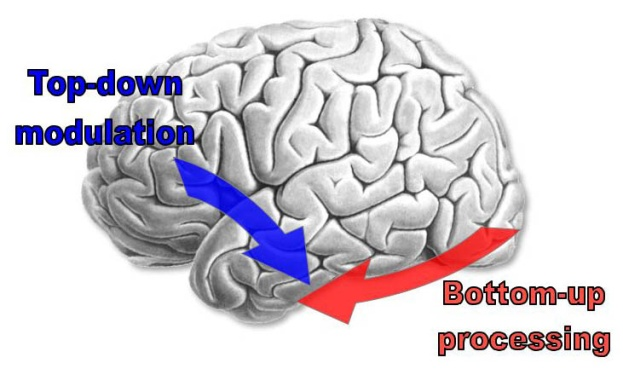 Top-down
modulation
Bottom-up
processing